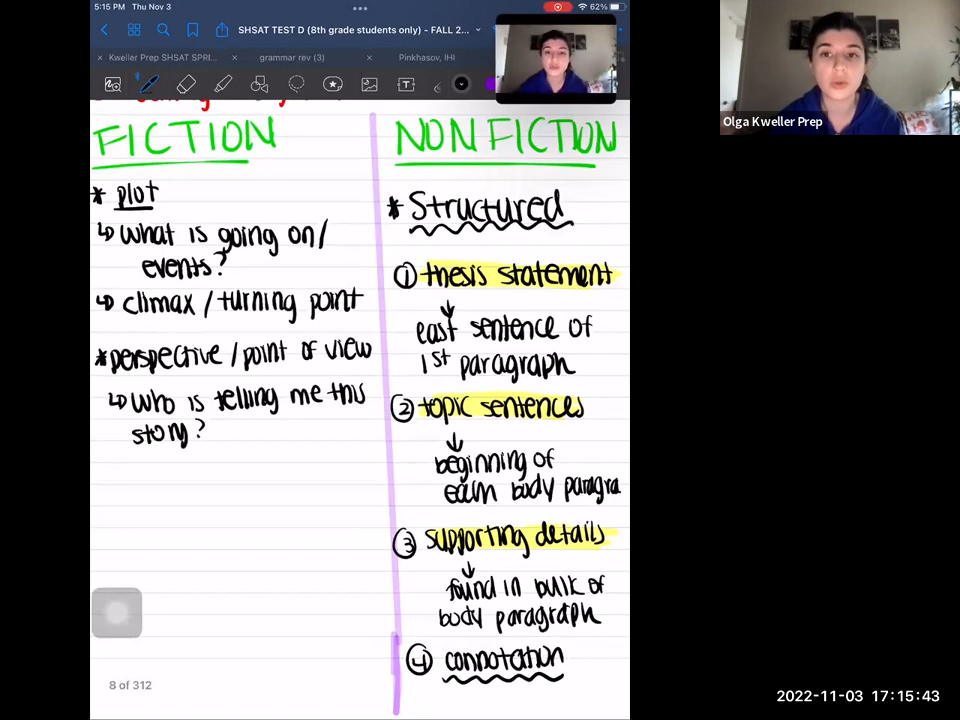 5:15 PM Thu Nov 3
62%
SHSAT TEST D (8th grade students only) - FALL 2...
Kweller Prep SHSAT SPRI...
grammar rev (3)
Pinkhasov, IHI
Olga Kweller Prep
FICTION
* plot
↳ what is going on/
events?
↳ climax / turning point
* perspective / point of view
↳ who is telling me this
story?
NONFICTION
* Structured
① thesis statement
↓
last sentence of
1st paragraph
② topic sentences
↓
beginning of
each body paragra
③ supporting details
↓
found in bulk of
body paragraph
④ connotation
8 of 312
2022-11-03 17:15:43